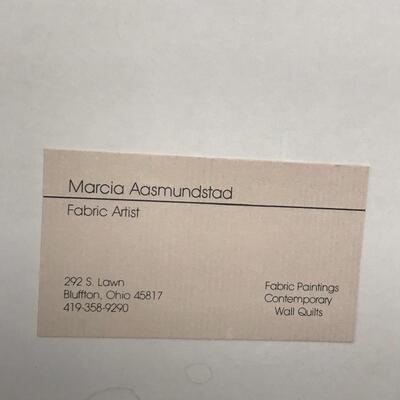 Marcia Aasmundstad
Fabric Artist
292 S. Lawn
Bluffton, Ohio 45817
419-358-9290
Fabric Paintings
Contemporary
Wall Quilts